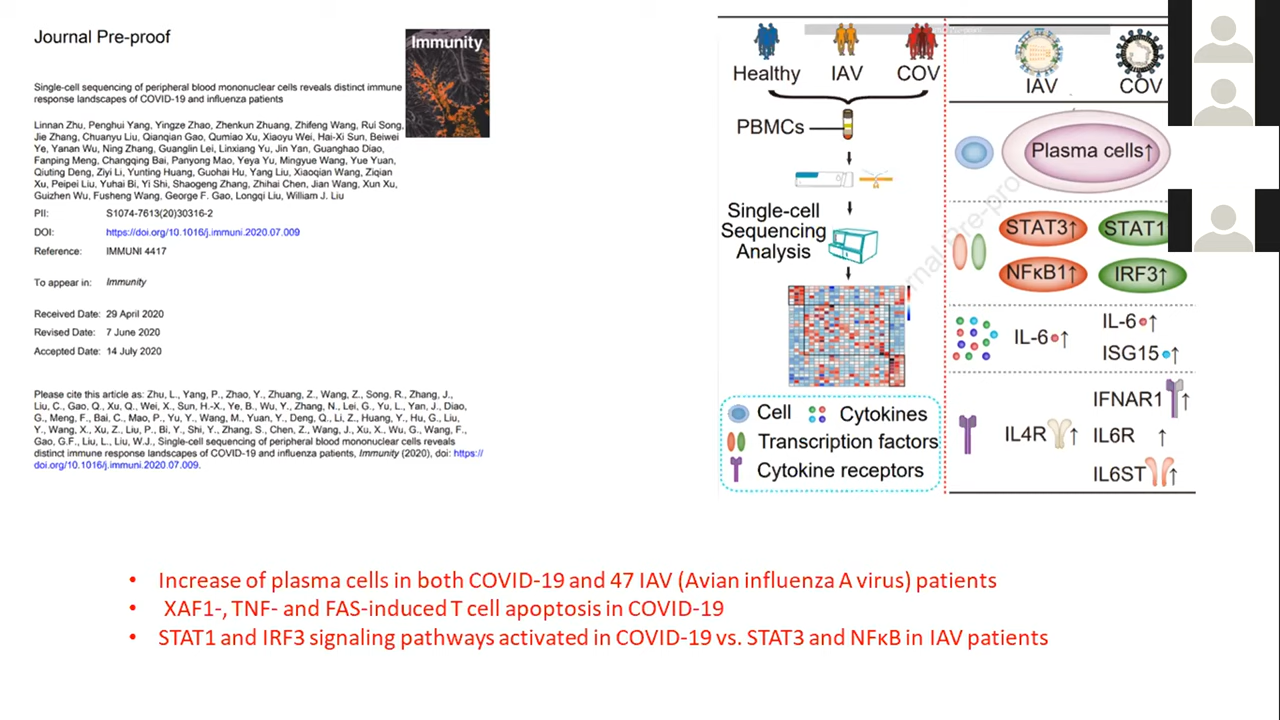 Journal Pre-proof
Immunity
Single-cell sequencing of peripheral blood mononuclear cells reveals distinct immune
response landscapes of COVID-19 and influenza patients
Linnan Zhu, Penghui Yang, Yingze Zhao, Zhenkun Zhuang, Zhifeng Wang, Rui Song,
Jie Zhang, Chuanyu Liu, Qianqian Gao, Qumiao Xu, Xiaoyu Wei, Hai-Xi Sun, Beiwei
Ye, Yanan Wu, Ning Zhang, Guanglin Lei, Linxiang Yu, Jin Yan, Guanghao Diao,
Fanping Meng, Changqing Bai, Panyong Mao, Yeya Yu, Mingyue Wang, Yue Yuan,
Qiuting Deng, Ziyi Li, Yunting Huang, Guohai Hu, Yang Liu, Xiaoqian Wang, Ziqian
Xu, Peipei Liu, Yuhai Bi, Yi Shi, Shaogeng Zhang, Zhihai Chen, Jian Wang, Xun Xu,
Guizhen Wu, Fusheng Wang, George F. Gao, Longqi Liu, William J. Liu
PII: S1074-7613(20)30316-2
DOI: https://doi.org/10.1016/j.immuni.2020.07.009
Reference: IMMUNI 4417
To appear in: Immunity
Received Date: 29 April 2020
Revised Date: 7 June 2020
Accepted Date: 14 July 2020
Please cite this article as: Zhu, L., Yang, P., Zhao, Y., Zhuang, Z., Wang, Z., Song, R., Zhang, J.,
Liu, C., Gao, Q., Xu, Q., Wei, X., Sun, H.-X., Ye, B., Wu, Y., Zhang, N., Lei, G., Yu, L., Yan, J., Diao,
G., Meng, F., Bai, C., Mao, P., Yu, Y., Wang, M., Yuan, Y., Deng, Q., Li, Z., Huang, Y., Hu, G., Liu,
Y., Wang, X., Xu, Z., Liu, P., Bi, Y., Shi, Y., Zhang, S., Chen, Z., Wang, J., Xu, X., Wu, G., Wang, F.,
Gao, G.F., Liu, L., Liu, W.J., Single-cell sequencing of peripheral blood mononuclear cells reveals
distinct immune response landscapes of COVID-19 and influenza patients, Immunity (2020), doi: https://
doi.org/10.1016/j.immuni.2020.07.009.
Healthy IAV COV
PBMCs
Single-cell
Sequencing
Analysis
Cell Cytokines
Transcription factors
Cytokine receptors
IAV COV
Plasma cells↑
STAT3↑ STAT1
NFκB1↑ IRF3↑
IL-6 ↑ IL-6 ↑
ISG15 ↑
IFNAR1 ↑
IL4R ↑ IL6R ↑
IL6ST ↑
• Increase of plasma cells in both COVID-19 and 47 IAV (Avian influenza A virus) patients
• XAF1-, TNF- and FAS-induced T cell apoptosis in COVID-19
• STAT1 and IRF3 signaling pathways activated in COVID-19 vs. STAT3 and NFκB in IAV patients